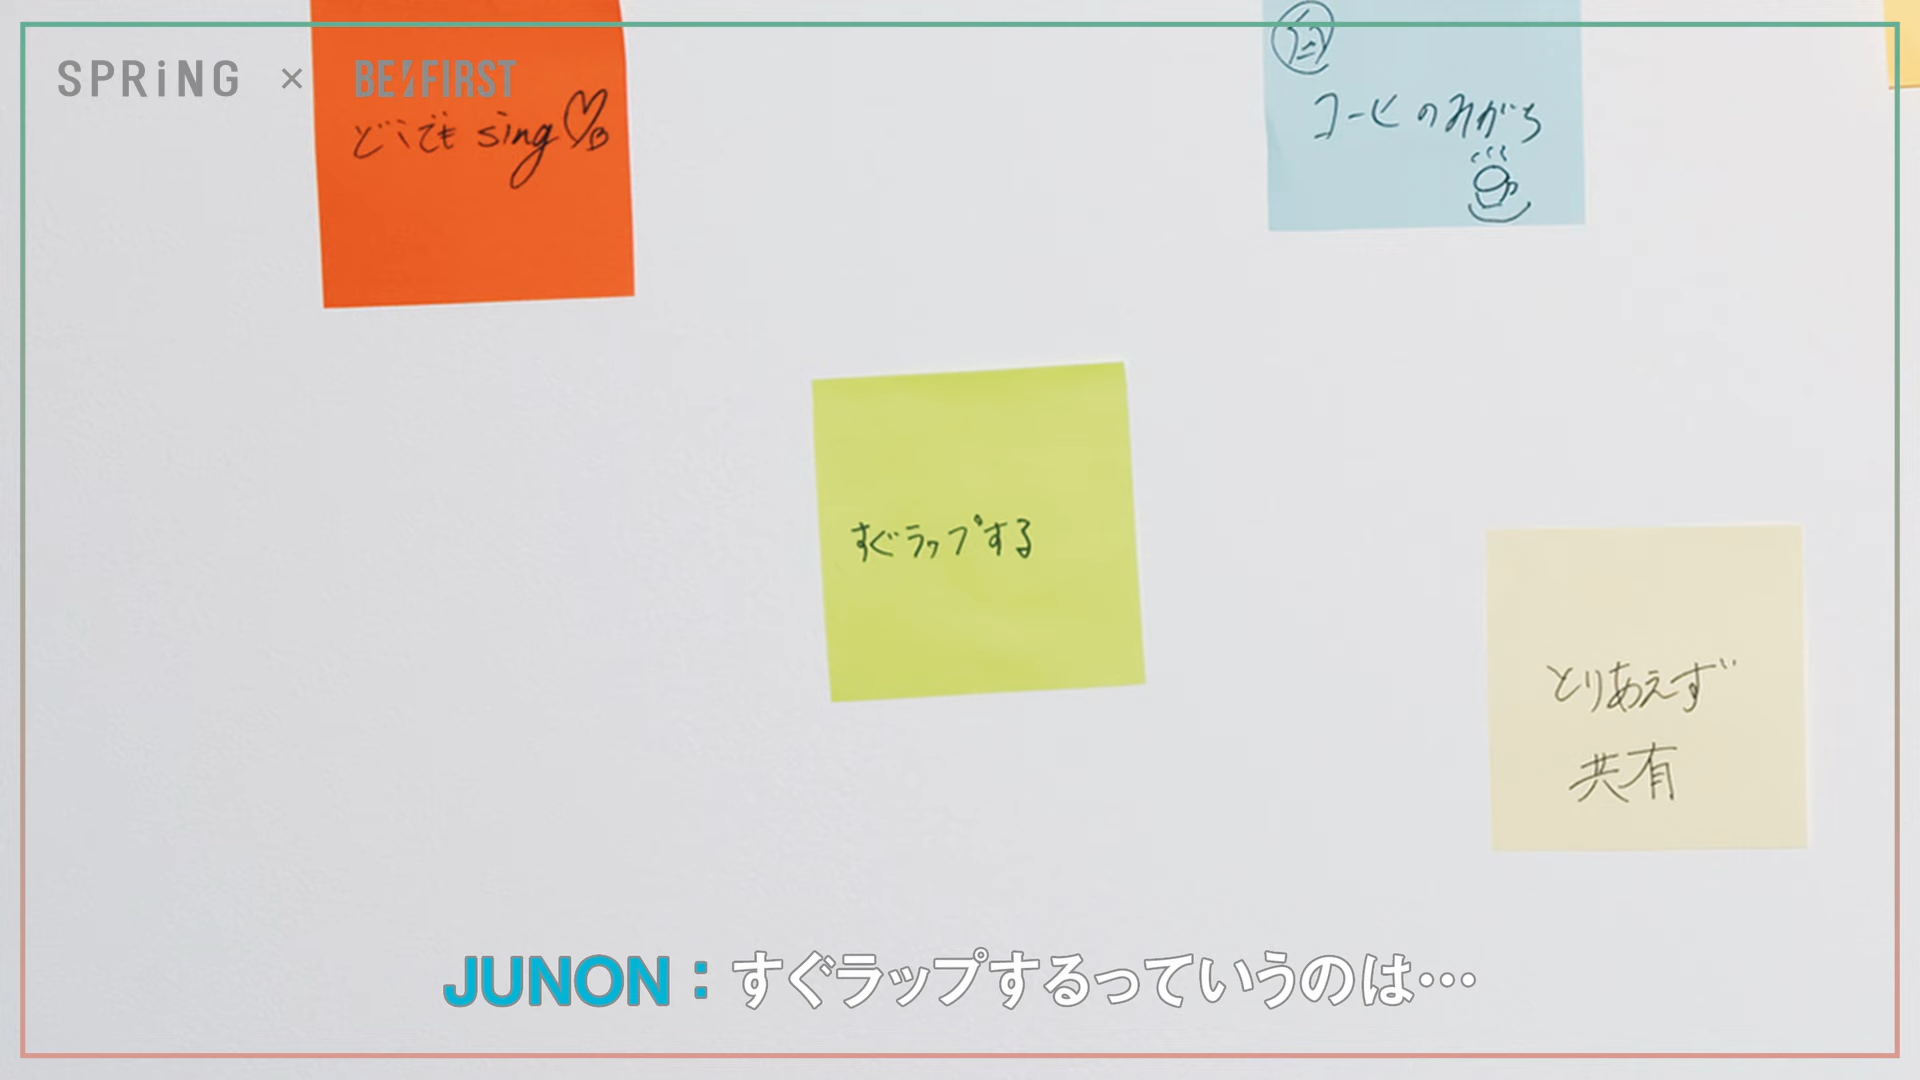 SPRiNG × BE:FIRST
どこでも sing♡B
コーヒのみがち
すぐラップする
とりあえず
共有
JUNON：すぐラップするっていうのは…